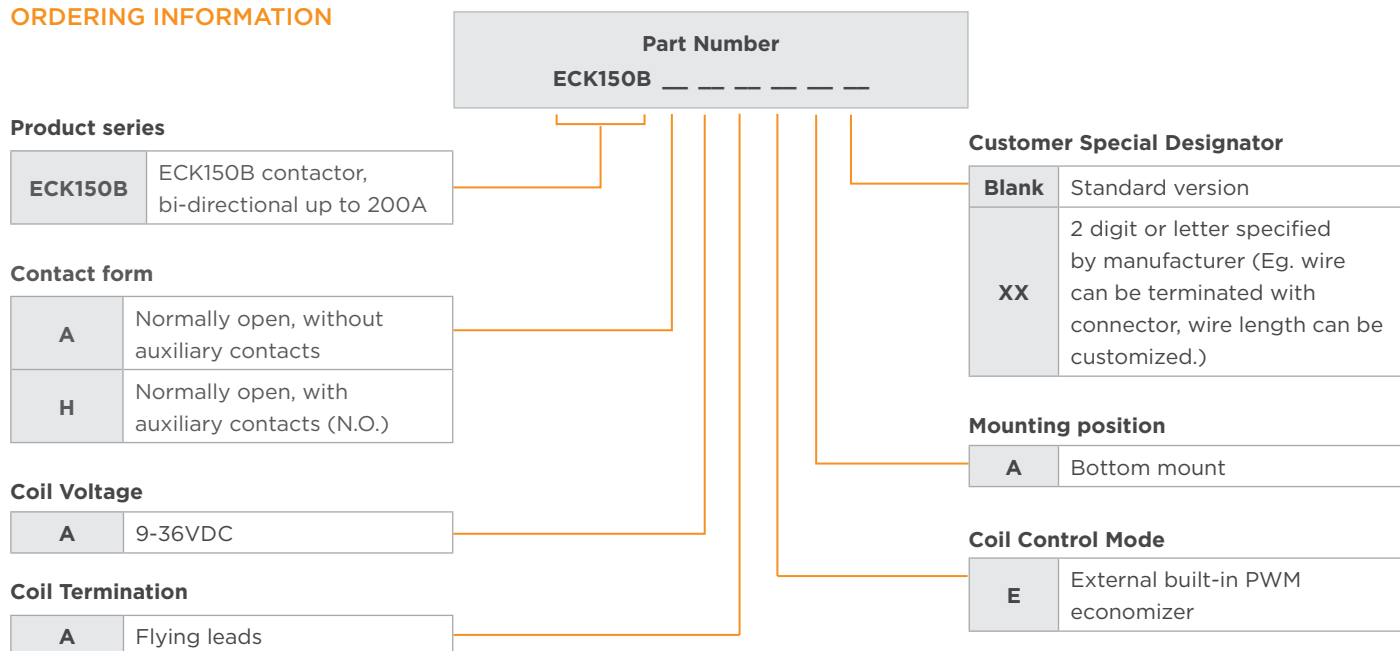 ORDERING INFORMATION
Part Number
ECK150B __ __ __ __ __ __
Product series
ECK150B
ECK150B contactor,
bi-directional up to 200A
Contact form
A
Normally open, without
auxiliary contacts
H
Normally open, with
auxiliary contacts (N.O.)
Coil Voltage
A
9-36VDC
Coil Termination
A
Flying leads
Customer Special Designator
Blank
Standard version
XX
2 digit or letter specified
by manufacturer (Eg. wire
can be terminated with
connector, wire length can be
customized.)
Mounting position
A
Bottom mount
Coil Control Mode
E
External built-in PWM
economizer